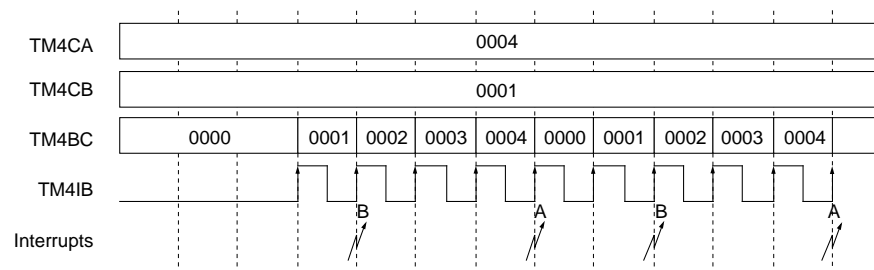 TM4CA 0004
TM4CB 0001
TM4BC 0000 0001 0002 0003 0004 0000 0001 0002 0003 0004
TM4IB
B A B A
Interrupts